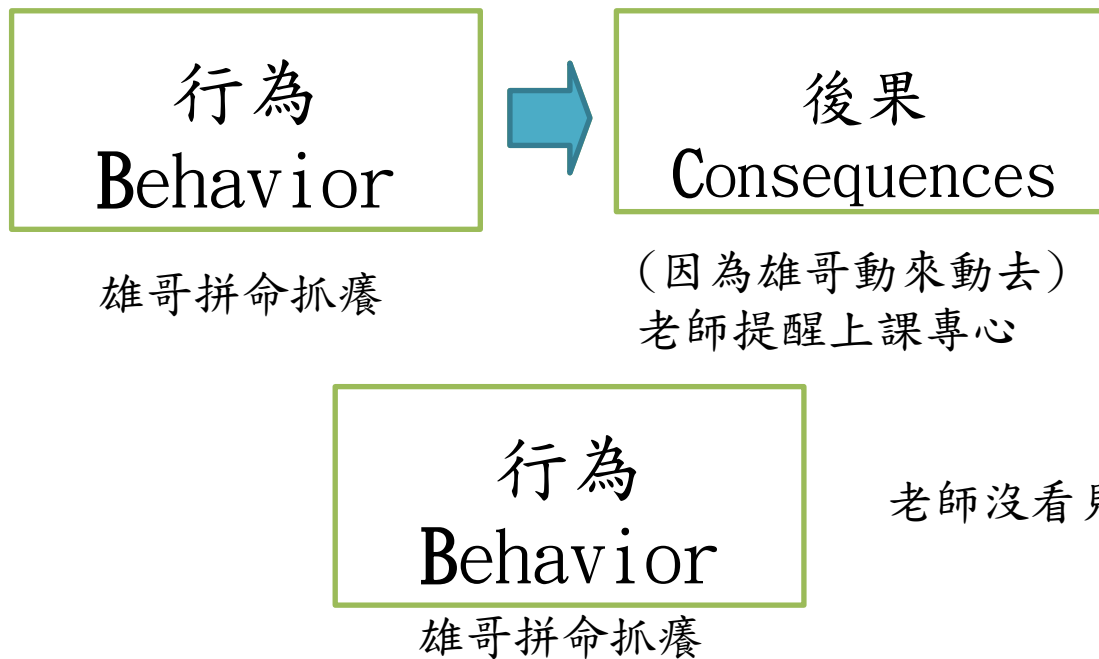 行為
Behavior
後果
Consequences
雄哥拼命抓癢
(因為雄哥動來動去)
老師提醒上課專心
行為
Behavior
老師沒看
雄哥拼命抓癢